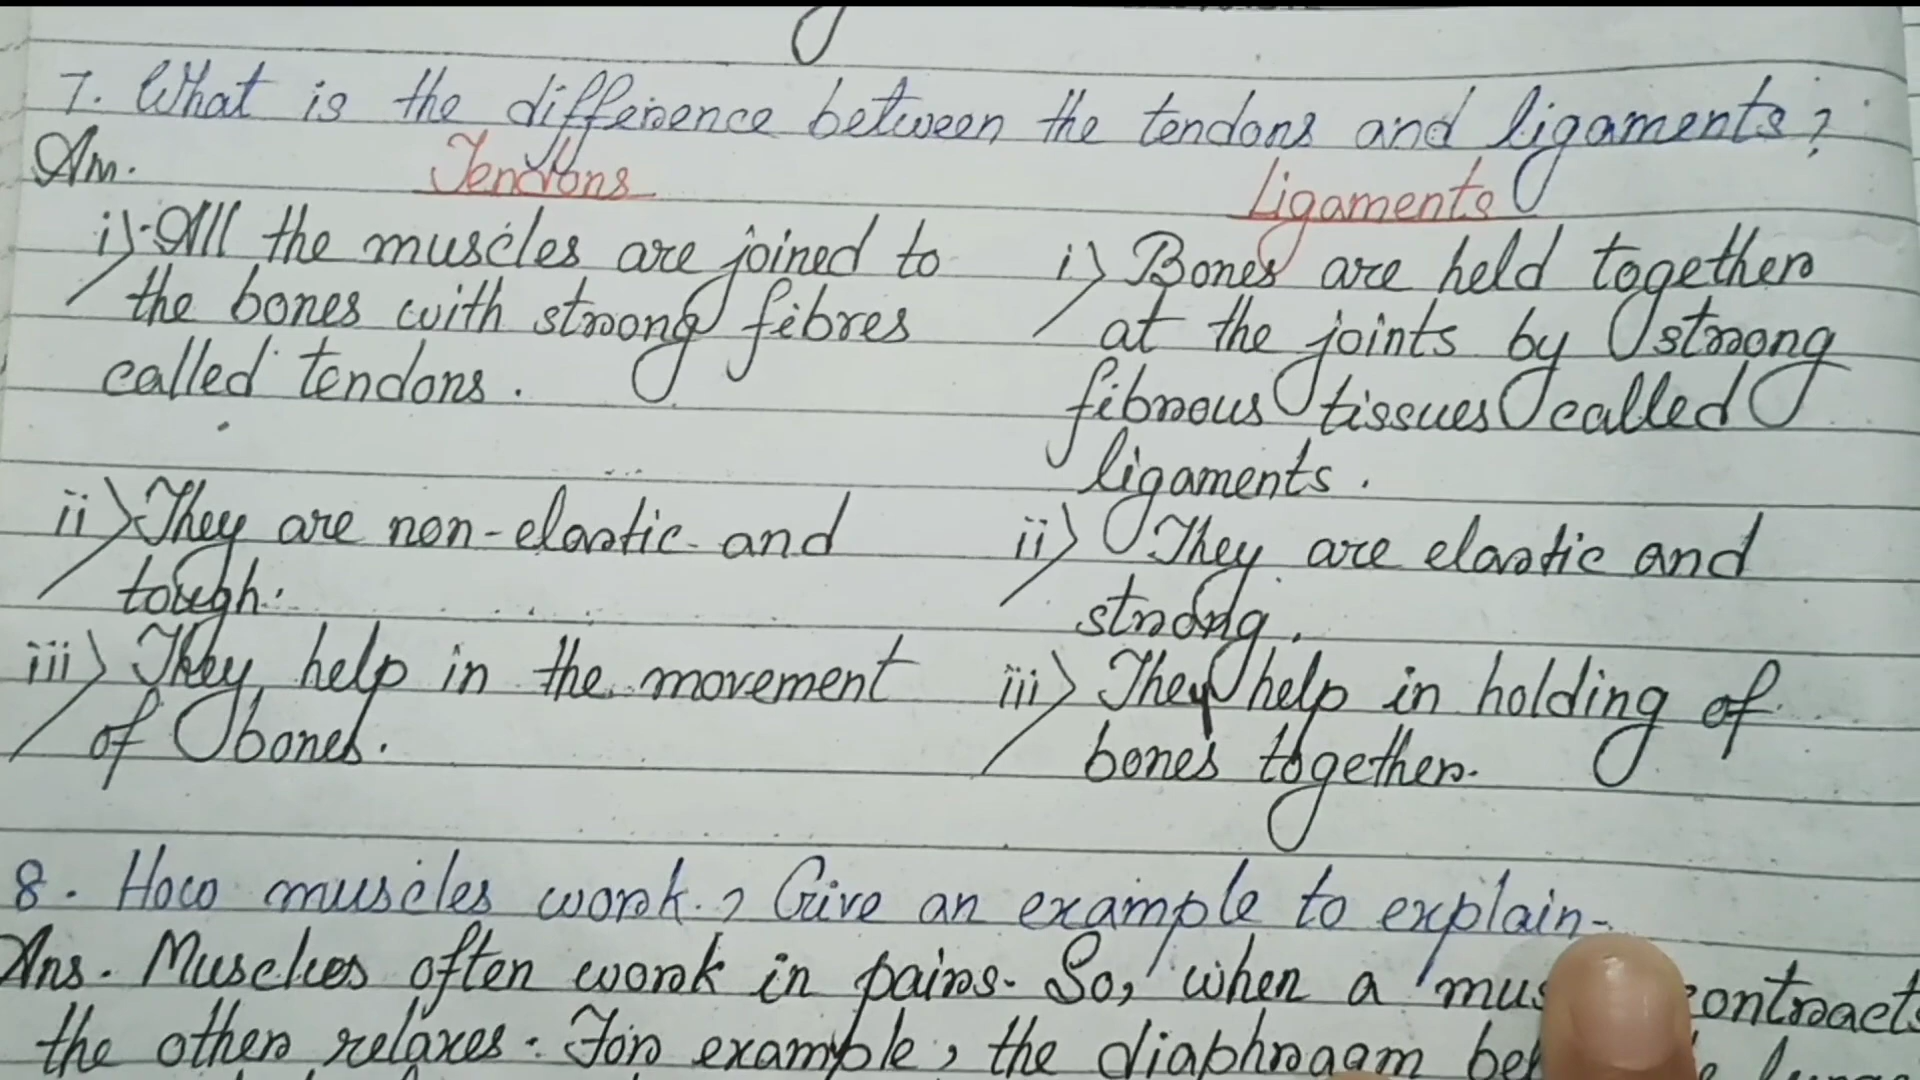 7. What is the difference between the tendons and ligaments?
Ans.
Tendons
i) All the muscles are joined to
the bones with strong fibres
called tendons.
ii) They are non-elastic and
tough.
iii) They help in the movement
of bones.
Ligaments
i) Bones are held together
at the joints by strong
fibrous tissues called
ligaments.
ii) They are elastic and
strong.
iii) They help in holding of
bones together.
8. How muscles work? Give an example to explain-
Ans. Muscles often work in pairs. So, when a contracts
the other relaxes. For example, the diaphragm